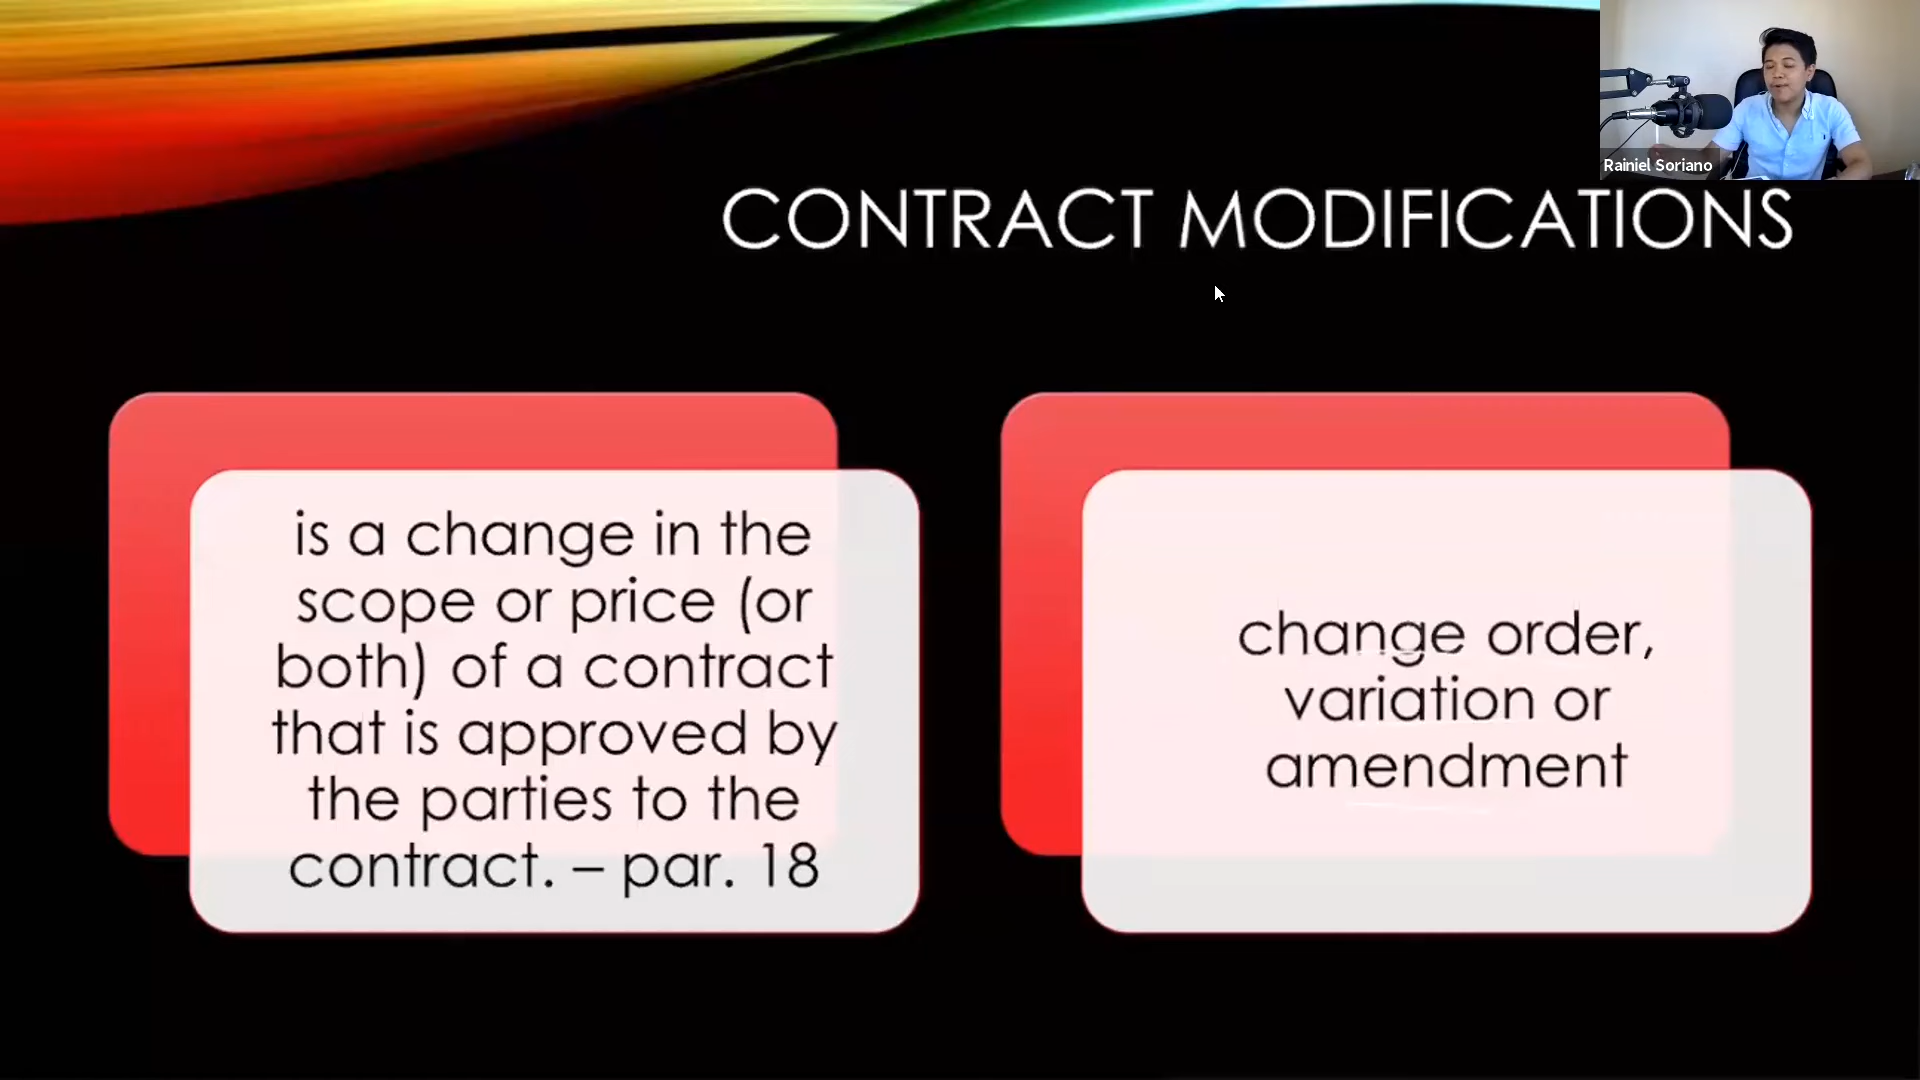 Rainiel Soriano
CONTRACT MODIFICATIONS
is a change in the
scope or price (or
both) of a contract
that is approved by
the parties to the
contract. – par. 18
change order,
variation or
amendment